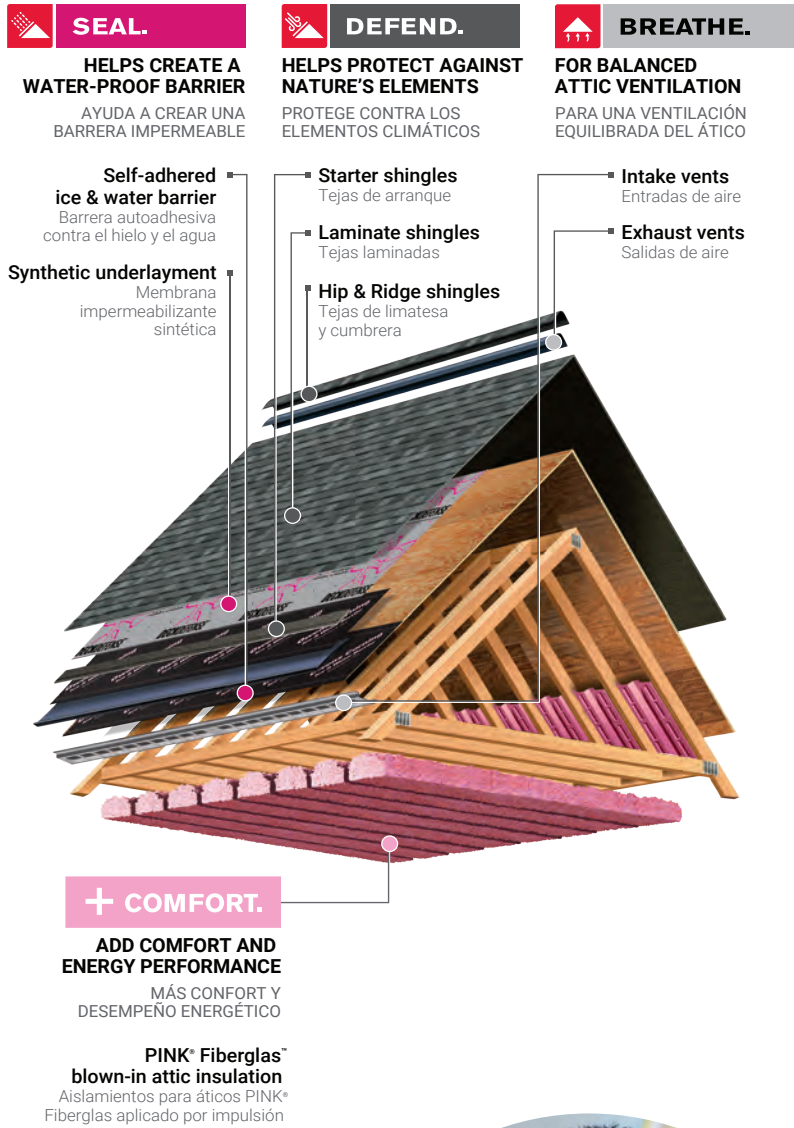 SEAL.
HELPS CREATE A
WATER-PROOF BARRIER
AYUDA A CREAR UNA
BARRERA IMPERMEABLE
Self-adhered
ice & water barrier
Barrera autoadhesiva
contra el hielo y el agua
Synthetic underlayment
Membrana
impermeabilizante
sintética
DEFEND.
HELPS PROTECT AGAINST
NATURE'S ELEMENTS
PROTEGE CONTRA LOS
ELEMENTOS CLIMÁTICOS
Starter shingles
Tejas de arranque
Laminate shingles
Tejas laminadas
Hip & Ridge shingles
Tejas de limatesa
y cumbrera
BREATHE.
FOR BALANCED
ATTIC VENTILATION
PARA UNA VENTILACIÓN
EQUILIBRADA DEL ÁTICO
Intake vents
Entradas de aire
Exhaust vents
Salidas de aire
+ COMFORT.
ADD COMFORT AND
ENERGY PERFORMANCE
MÁS CONFORT Y
DESEMPEÑO ENERGÉTICO
PINK® Fiberglas™
blown-in attic insulation
Aislamientos para áticos PINK®
Fiberglas aplicado por impulsión